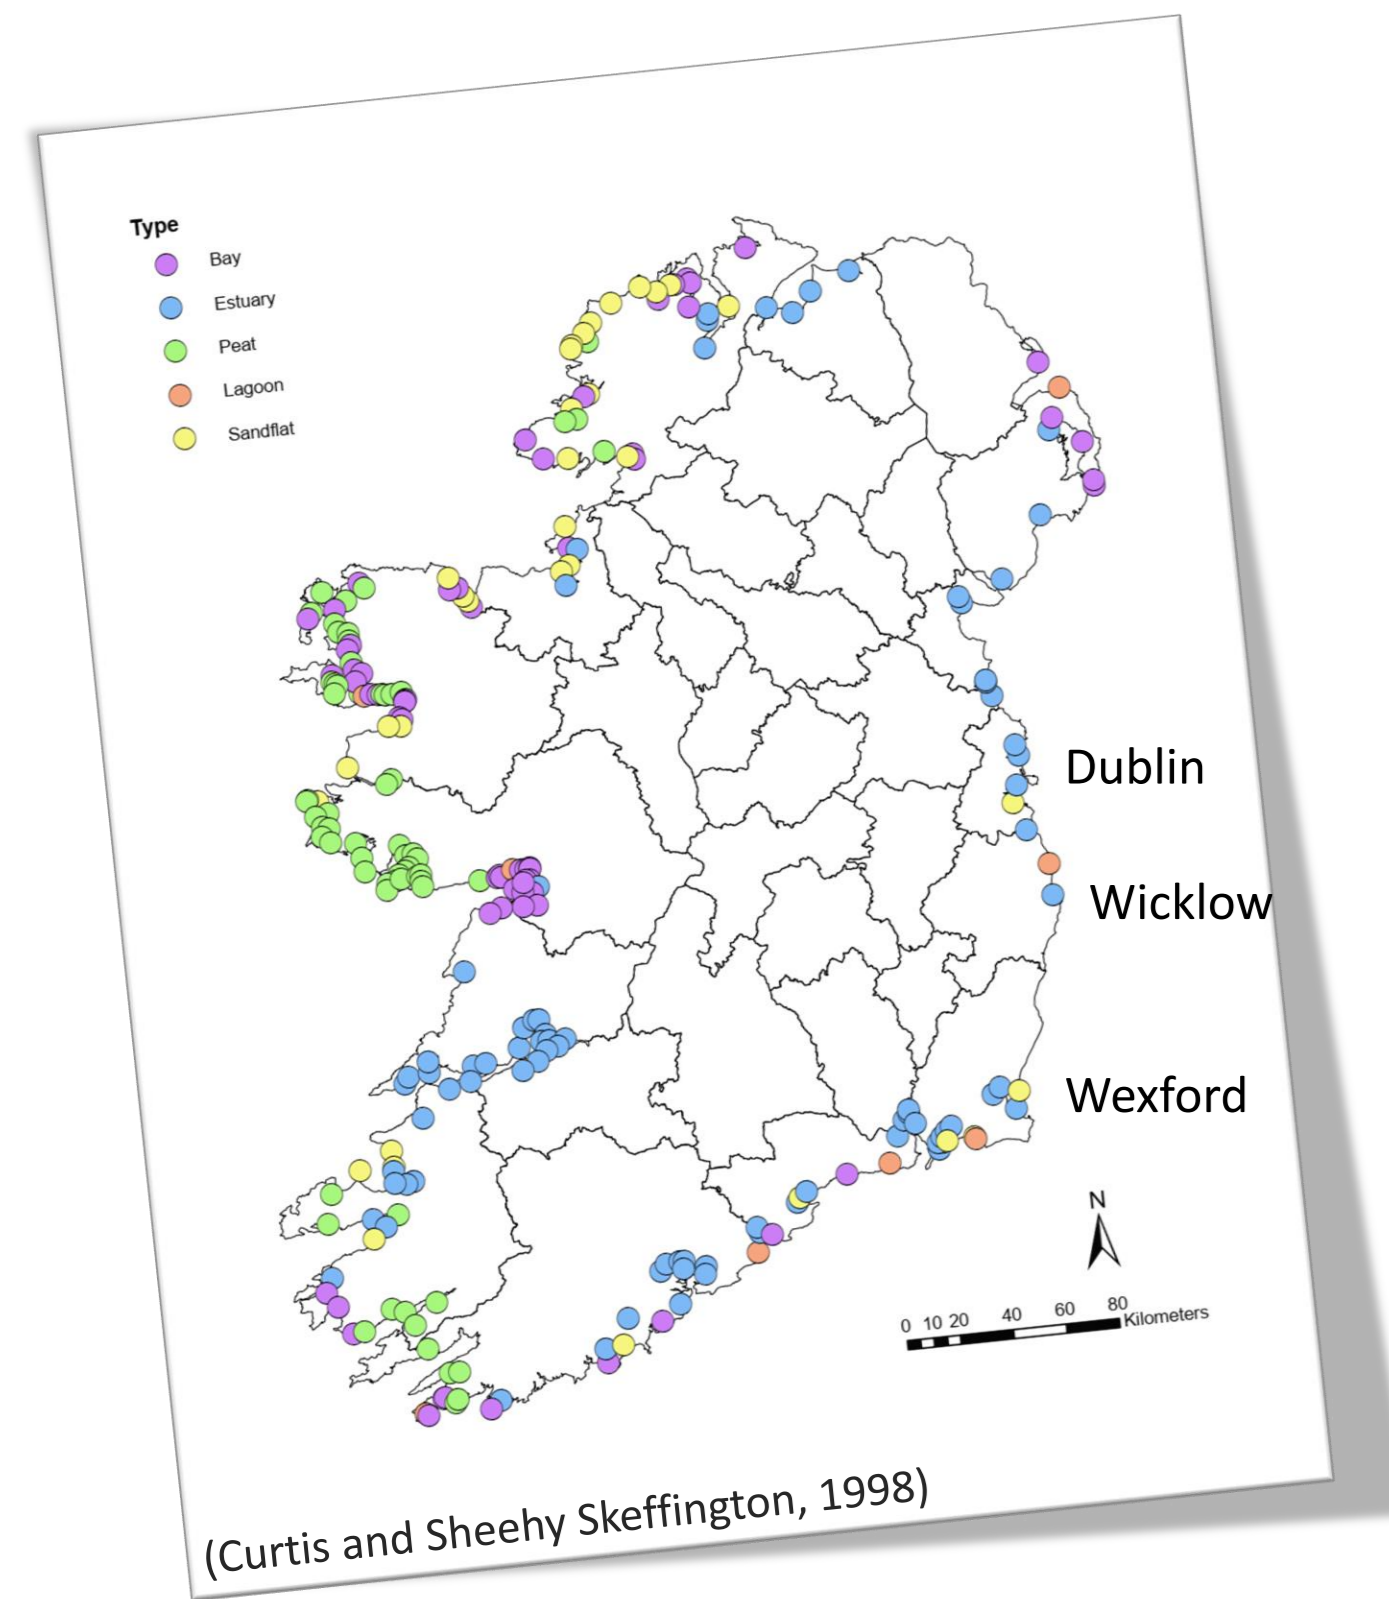 Type
Bay
Estuary
Peat
Lagoon
Sandflat
Dublin
Wicklow
Wexford
N
0 10 20 40 60 80
Kilometers
(Curtis and Sheehy Skeffington, 1998)